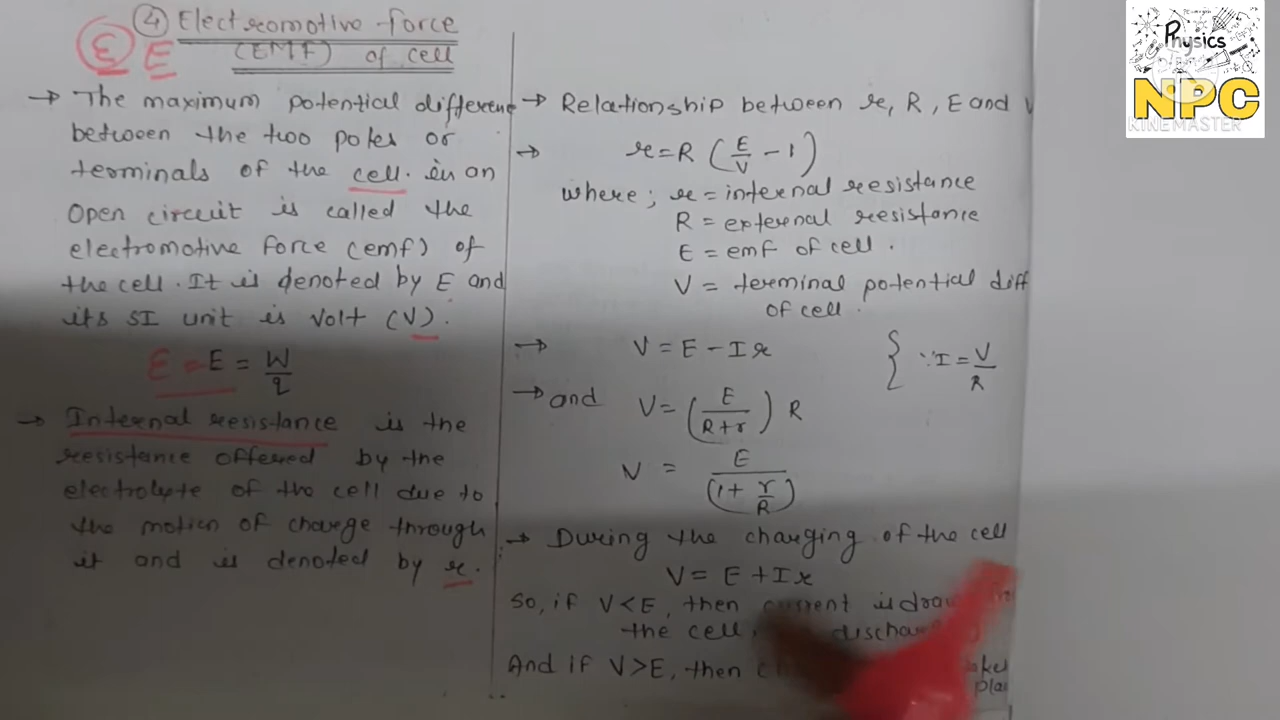 ④ Electromotive force
(EMF) of cell
ε E
→ The maximum potential difference
between the two poles or
terminals of the cell. in an
open circuit is called the
electromotive force (emf) of
the cell. It is denoted by E and
its SI unit is volt (V).
ε = E = W/q
→ Internal resistance is the
resistance offered by the
electrolyte of the cell due to
the motion of charge through
it and is denoted by r.
→ Relationship between r, R, E and V
→ r = R (E/V - 1)
where; r = internal resistance
R = external resistance
E = emf of cell.
V = terminal potential diff
of cell.
→ V = E - Ir { ∵ I = V/R
→ and V = (E/R+r) R
V = E/(1 + r/R)
→ During the charging of the cell
V = E + Ir
So, if V < E, then current is
the cell
And if V > E, then
Physics
NPC
KINEMASTER